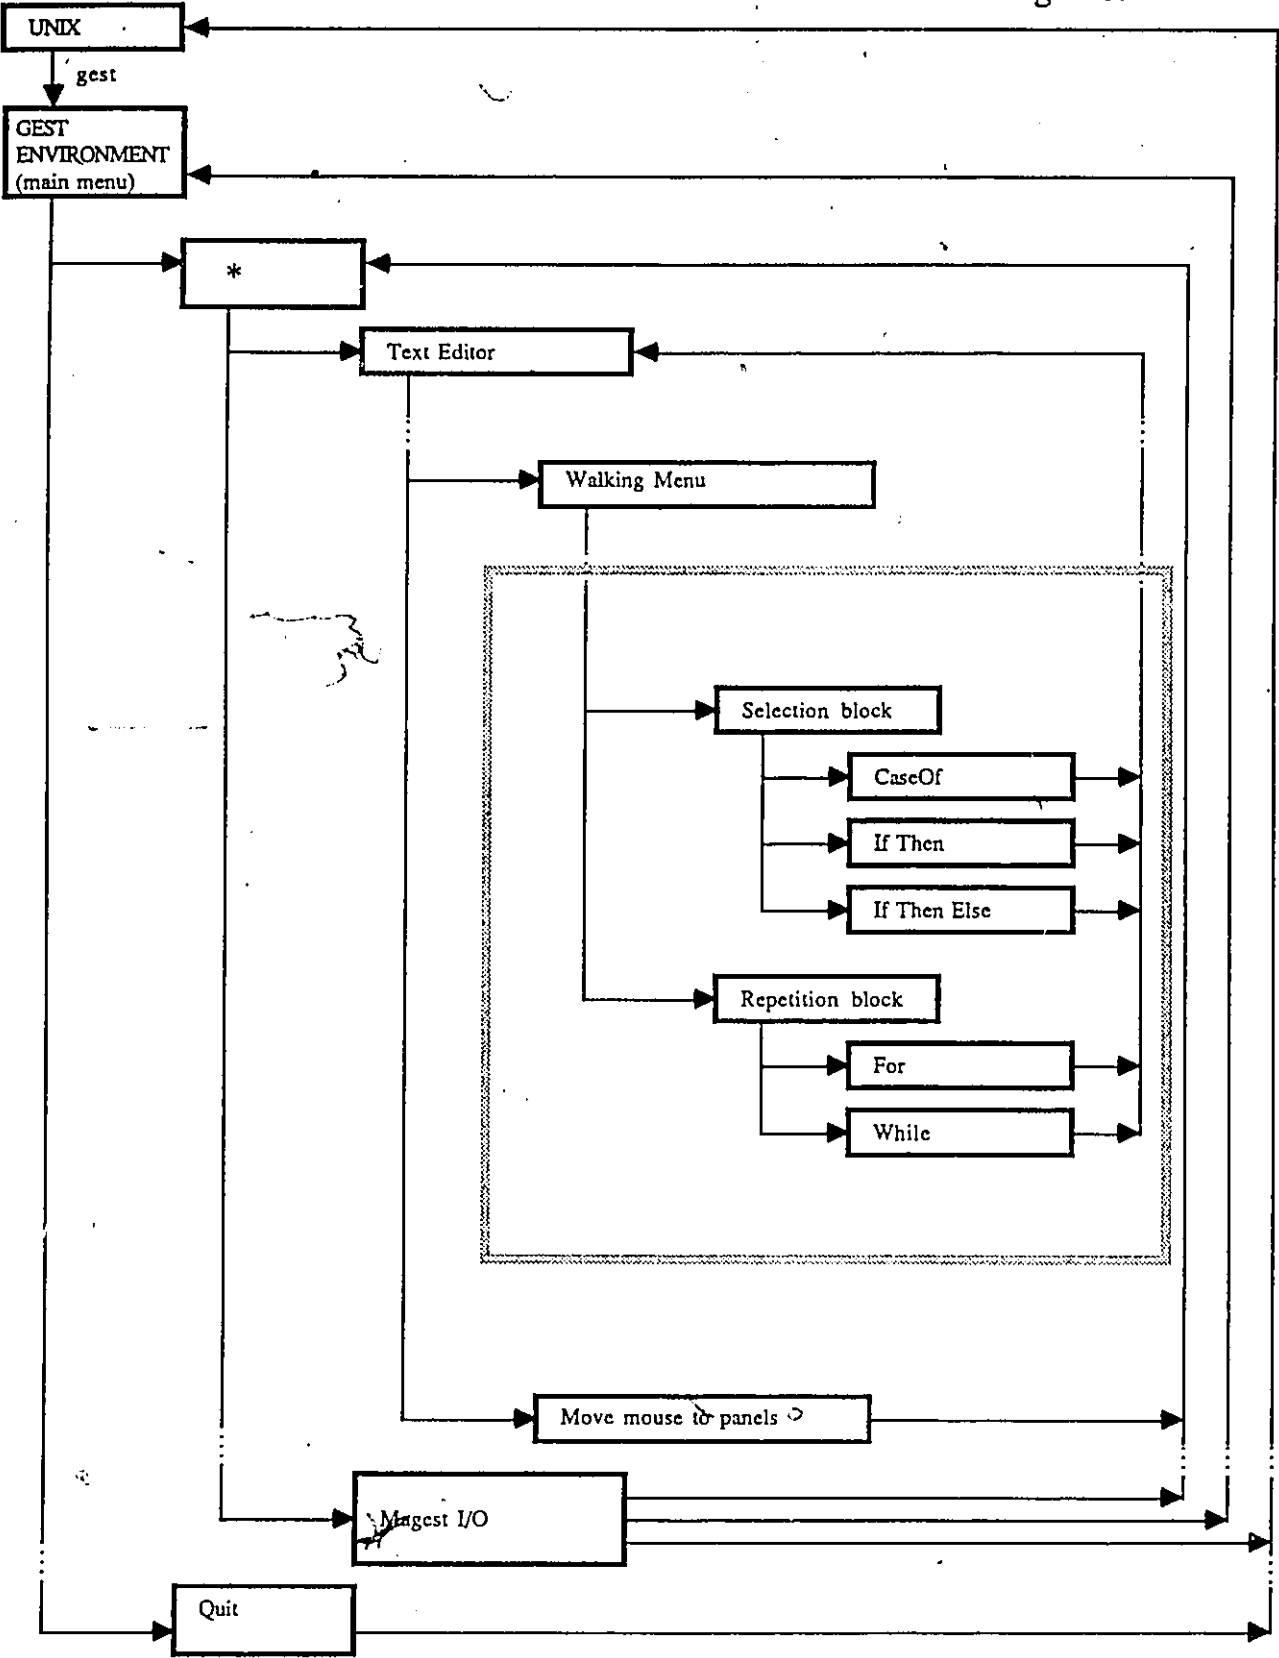 UNIX
gest
GEST
ENVIRONMENT
(main menu)
*
Text Editor
Walking Menu
Selection block
CaseOf
If Then
If Then Else
Repetition block
For
While
Move mouse to panels
Magest I/O
Quit